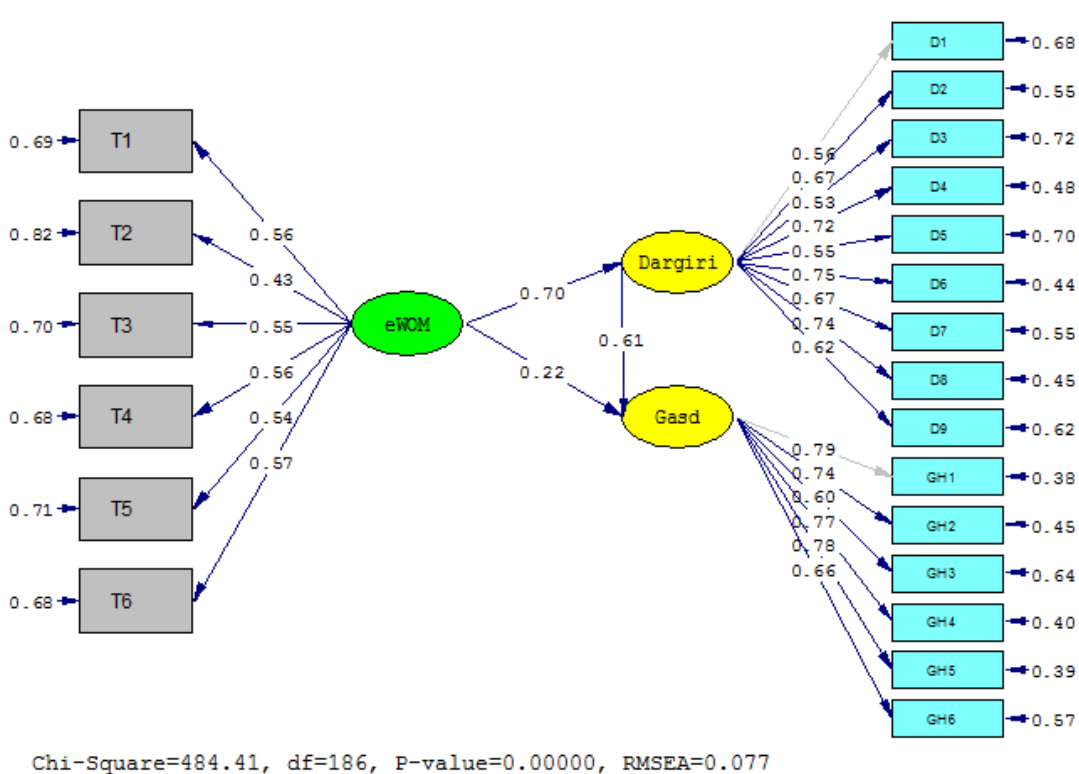 0.69 T1
0.82 T2
0.70 T3
0.68 T4
0.71 T5
0.68 T6
0.56
0.43
0.55
0.56
0.54
0.57
eWOM
0.70
0.22
Dargiri
0.61
Gasd
0.56
0.67
0.53
0.72
0.55
0.75
0.67
0.74
0.62
0.79
0.74
0.60
0.77
0.78
0.66
D1 0.68
D2 0.55
D3 0.72
D4 0.48
D5 0.70
D6 0.44
D7 0.55
D8 0.45
D9 0.62
GH1 0.38
GH2 0.45
GH3 0.64
GH4 0.40
GH5 0.39
GH6 0.57
Chi-Square=484.41, df=186, P-value=0.00000, RMSEA=0.077